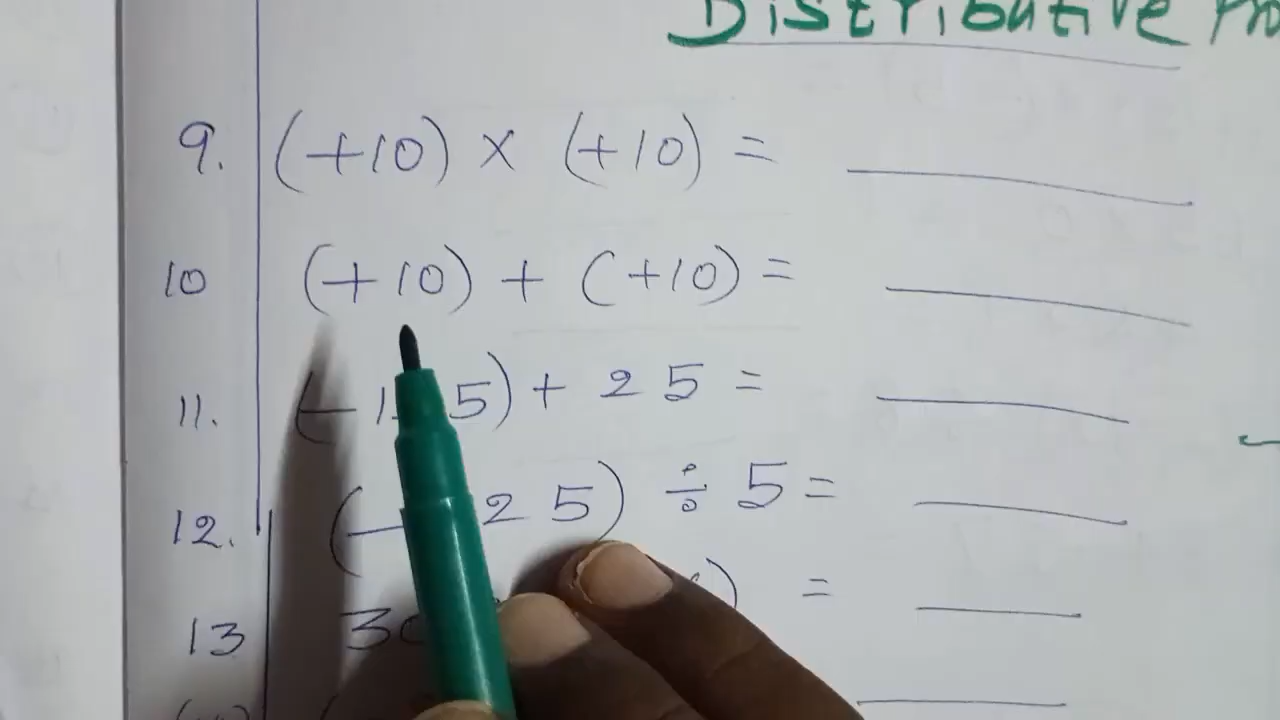 Distributive
9. (+10) × (+10) =
10 (+10) + (+10) =
11. 5) + 25 =
12. 25) ÷ 5 =
13 =